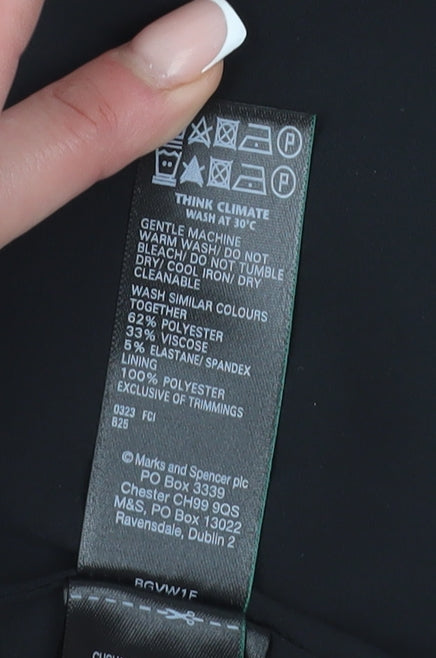 P
P
THINK CLIMATE
WASH AT 30°C
GENTLE MACHINE
WARM WASH/ DO NOT
BLEACH/ DO NOT TUMBLE
DRY/ COOL IRON/ DRY
CLEANABLE
WASH SIMILAR COLOURS
TOGETHER
62% POLYESTER
33% VISCOSE
5% ELASTANE/ SPANDEX
LINING
100% POLYESTER
EXCLUSIVE OF TRIMMINGS
0323 FCI
B25
© Marks and Spencer plc
PO Box 3339
Chester CH99 9QS
M&S, PO Box 13022
Ravensdale, Dublin 2